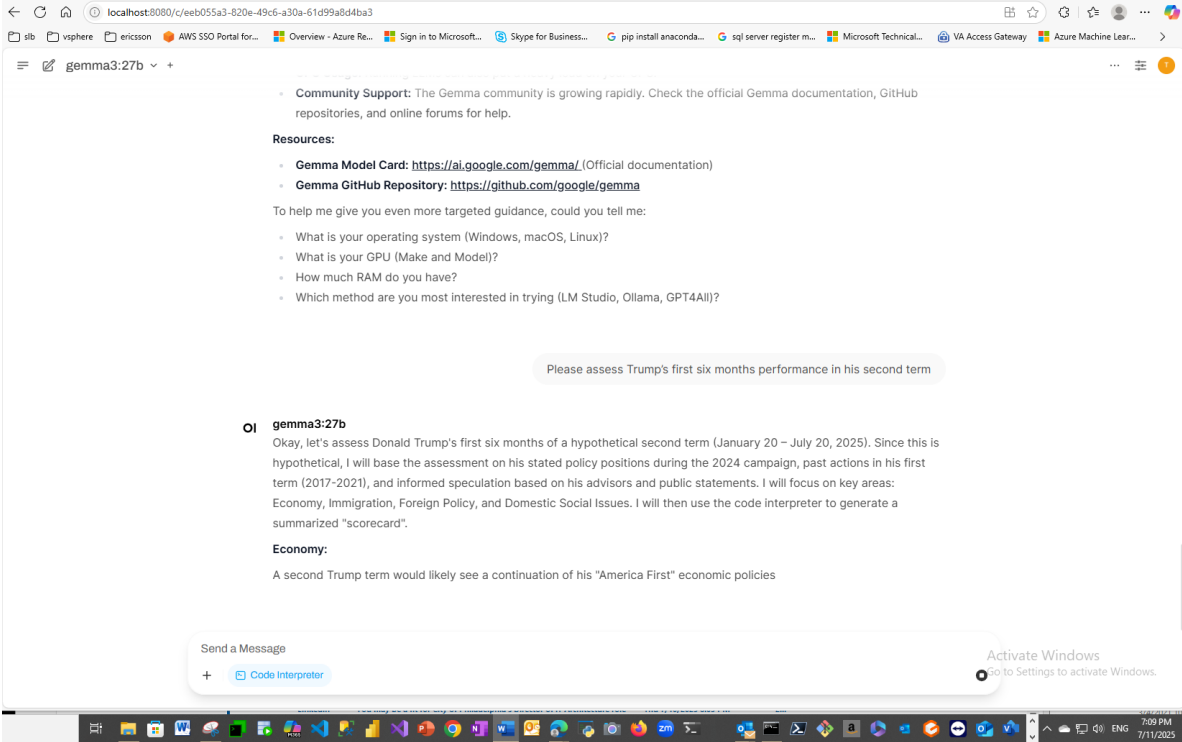 localhost:8080/c/eeb055a3-820e-49c6-a30a-61d99a8d4ba3
slb vsphere ericsson AWS SSO Portal for... Overview - Azure Re... Sign in to Microsoft... Skype for Business... pip install anaconda... sql server register m... Microsoft Technical... VA Access Gateway Azure Machine Lear...
gemma3:27b
T
Community Support: The Gemma community is growing rapidly. Check the official Gemma documentation, GitHub
repositories, and online forums for help.
Resources:
Gemma Model Card: https://ai.google.com/gemma/ (Official documentation)
Gemma GitHub Repository: https://github.com/google/gemma
To help me give you even more targeted guidance, could you tell me:
What is your operating system (Windows, macOS, Linux)?
What is your GPU (Make and Model)?
How much RAM do you have?
Which method are you most interested in trying (LM Studio, Ollama, GPT4All)?
Please assess Trump's first six months performance in his second term
OI gemma3:27b
Okay, let's assess Donald Trump's first six months of a hypothetical second term (January 20 – July 20, 2025). Since this is
hypothetical, I will base the assessment on his stated policy positions during the 2024 campaign, past actions in his first
term (2017-2021), and informed speculation based on his advisors and public statements. I will focus on key areas:
Economy, Immigration, Foreign Policy, and Domestic Social Issues. I will then use the code interpreter to generate a
summarized "scorecard".
Economy:
A second Trump term would likely see a continuation of his "America First" economic policies
Send a Message
Code Interpreter
Activate Windows
Go to Settings to activate Windows.
ENG
7:09 PM
7/11/2025